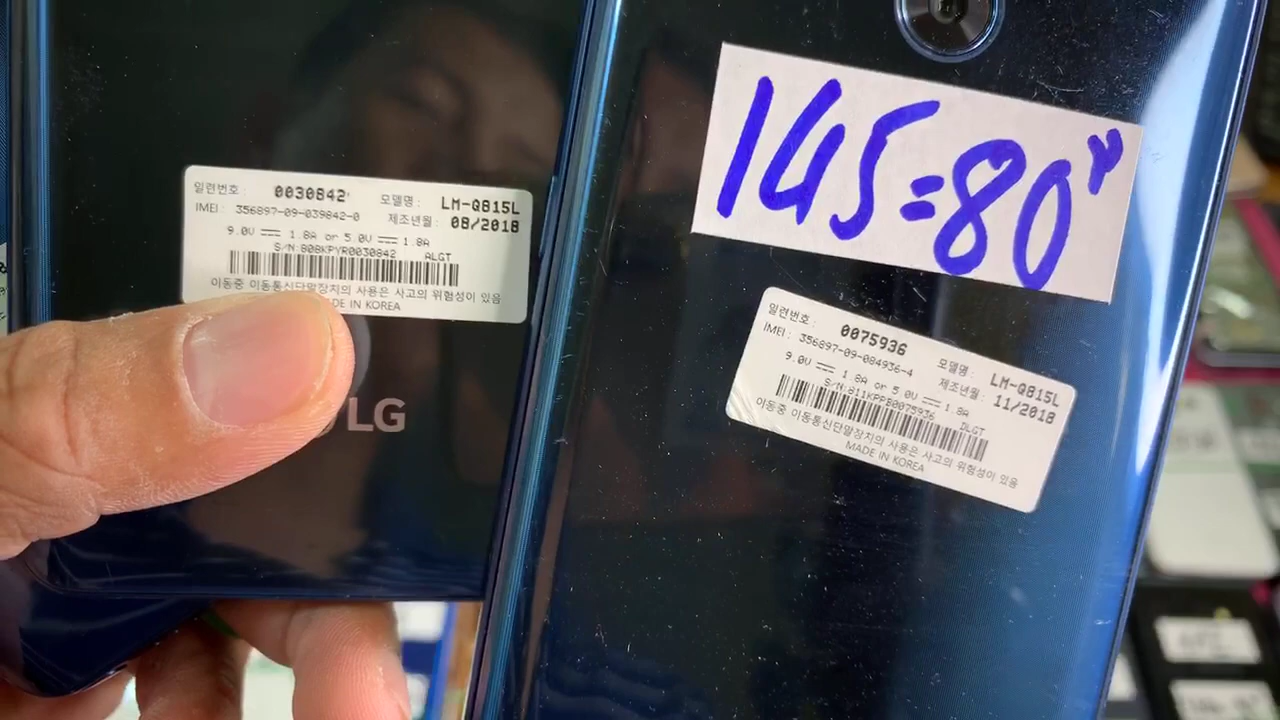 일련번호 : 0030842 모델명 : LM-Q815L
IMEI : 356897-09-039842-0 제조년월 : 08/2018
9.0V ⎓ 1.8A or 5.0V ⎓ 1.8A
S/N:808KPYR0030842 ALGT
이동중 이동통신단말장치의 사용은 사고의 위험성이 있음
DE IN KOREA
LG
145=80"
일련번호 : 0075936 모델명 : LM-Q815L
IMEI : 356897-09-084936-4 제조년월 : 11/2018
9.0V ⎓ 1.8A or 5.0V ⎓ 1.8A
S/N:811KPPB0075936 DLGT
이동중 이동통신단말장치의 사용은 사고의 위험성이 있음
MADE IN KOREA